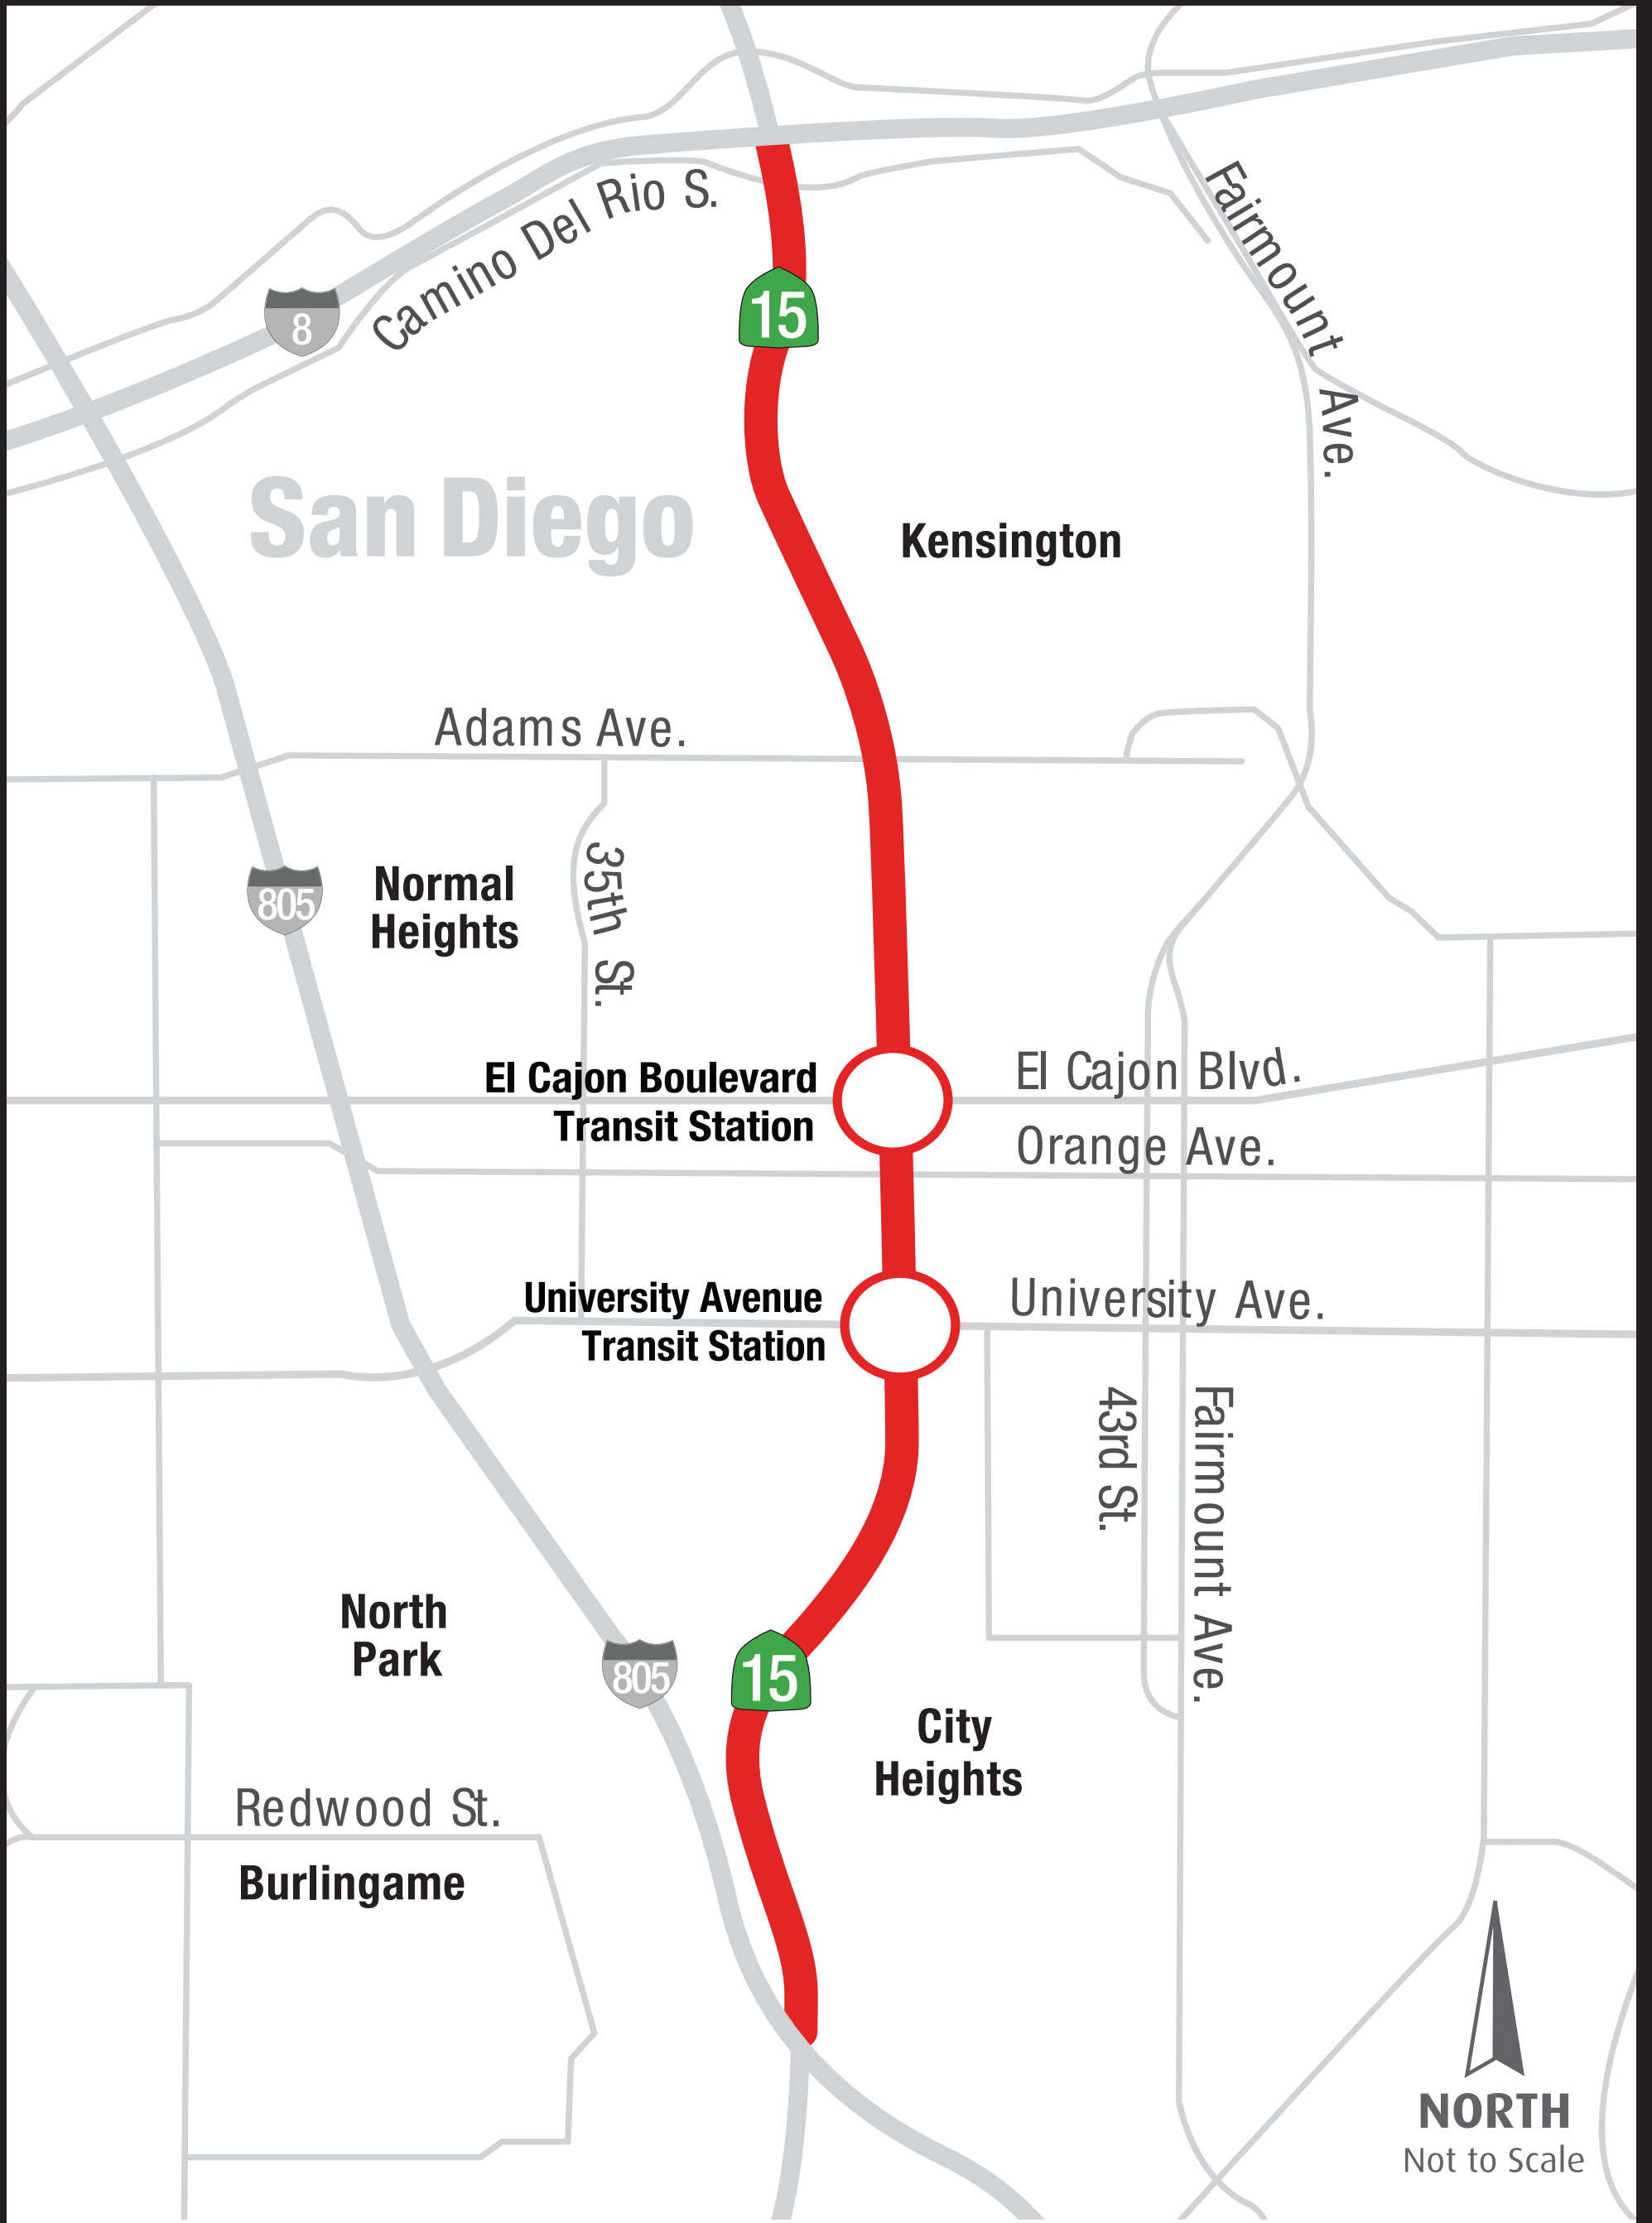 Camino Del Rio S.
Fairmount Ave.
8
15
San Diego
Kensington
Adams Ave.
805
Normal
Heights
35th St.
El Cajon Boulevard
Transit Station
El Cajon Blvd.
Orange Ave.
University Avenue
Transit Station
University Ave.
43rd St.
Fairmount Ave.
North
Park
805
15
City
Heights
Redwood St.
Burlingame
NORTH
Not to Scale